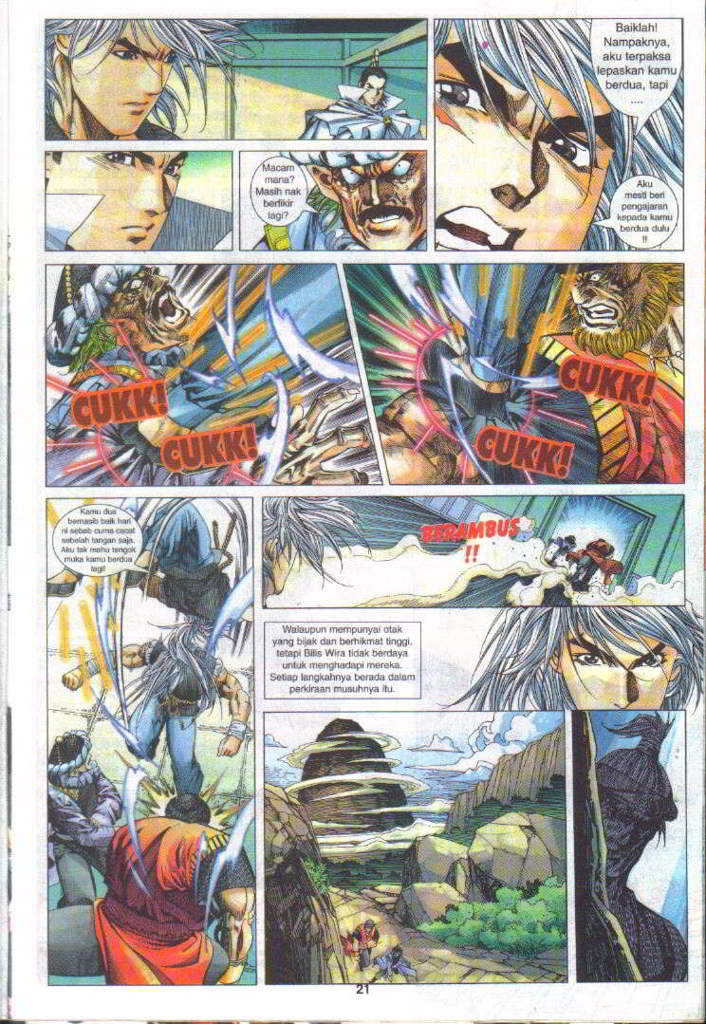 Macam
mana?
Masih nak
berfikir
lagi?
Baiklah!
Nampaknya,
aku terpaksa
lepaskan kamu
berdua, tapi
............
Aku
mesti beri
pengajaran
kepada kamu
berdua dulu
!!
CUKK!
CUKK!
CUKK!
CUKK!
Kamu dua
bernasib baik hari
ni sebab cuma cacat
sebelah tangan saja.
Aku tak mahu tengok
muka kamu berdua
lagi!
BERAMBUS
!!
Walaupun mempunyai otak
yang bijak dan berhikmat tinggi,
tetapi Bilis Wira tidak berdaya
untuk menghadapi mereka.
Setiap langkahnya berada dalam
perkiraan musuhnya itu.
21